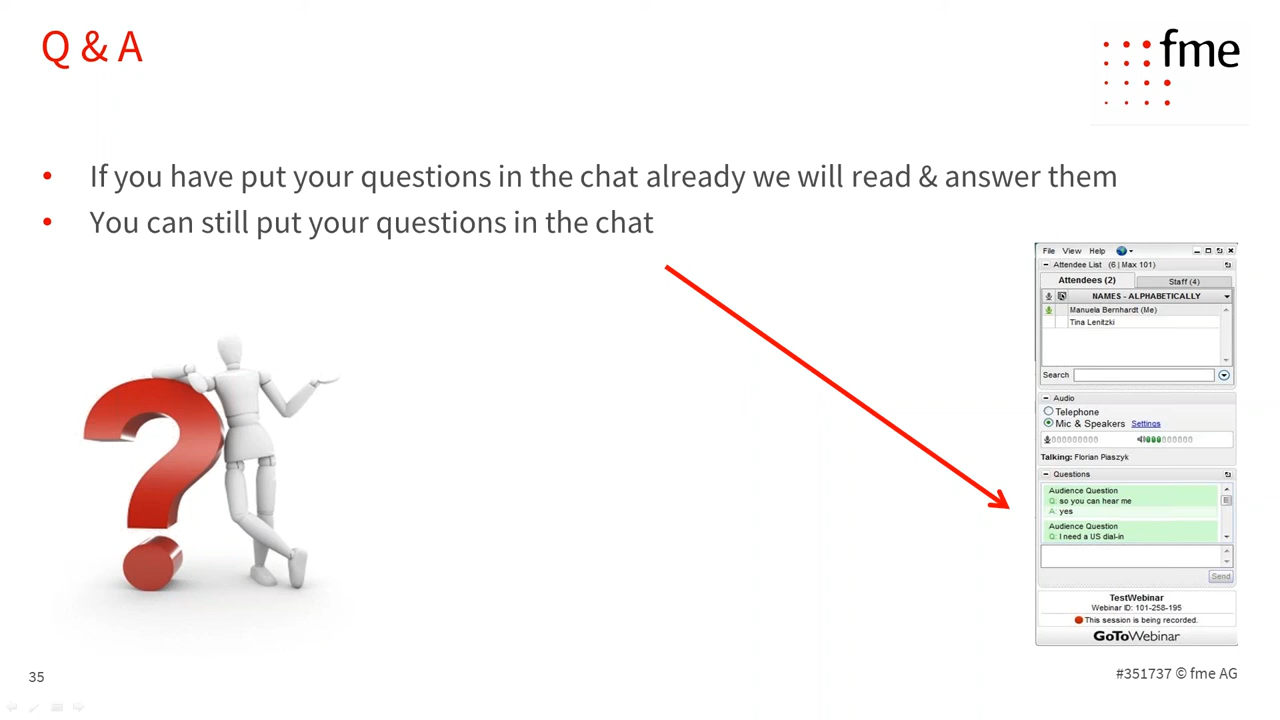 Q & A
fme
• If you have put your questions in the chat already we will read & answer them
• You can still put your questions in the chat
File View Help
Attendee List (6 | Max 101)
Attendees (2) Staff (4)
NAMES - ALPHABETICALLY
Manuela Bernhardt (Me)
Tina Lenitzki
Search
Audio
Telephone
Mic & Speakers Settings
Talking: Florian Piaszyk
Questions
Audience Question
Q: so you can hear me
A: yes
Audience Question
Q: I need a US dial-in
Send
TestWebinar
Webinar ID: 101-258-195
This session is being recorded.
GoToWebinar
35
#351737 © fme AG